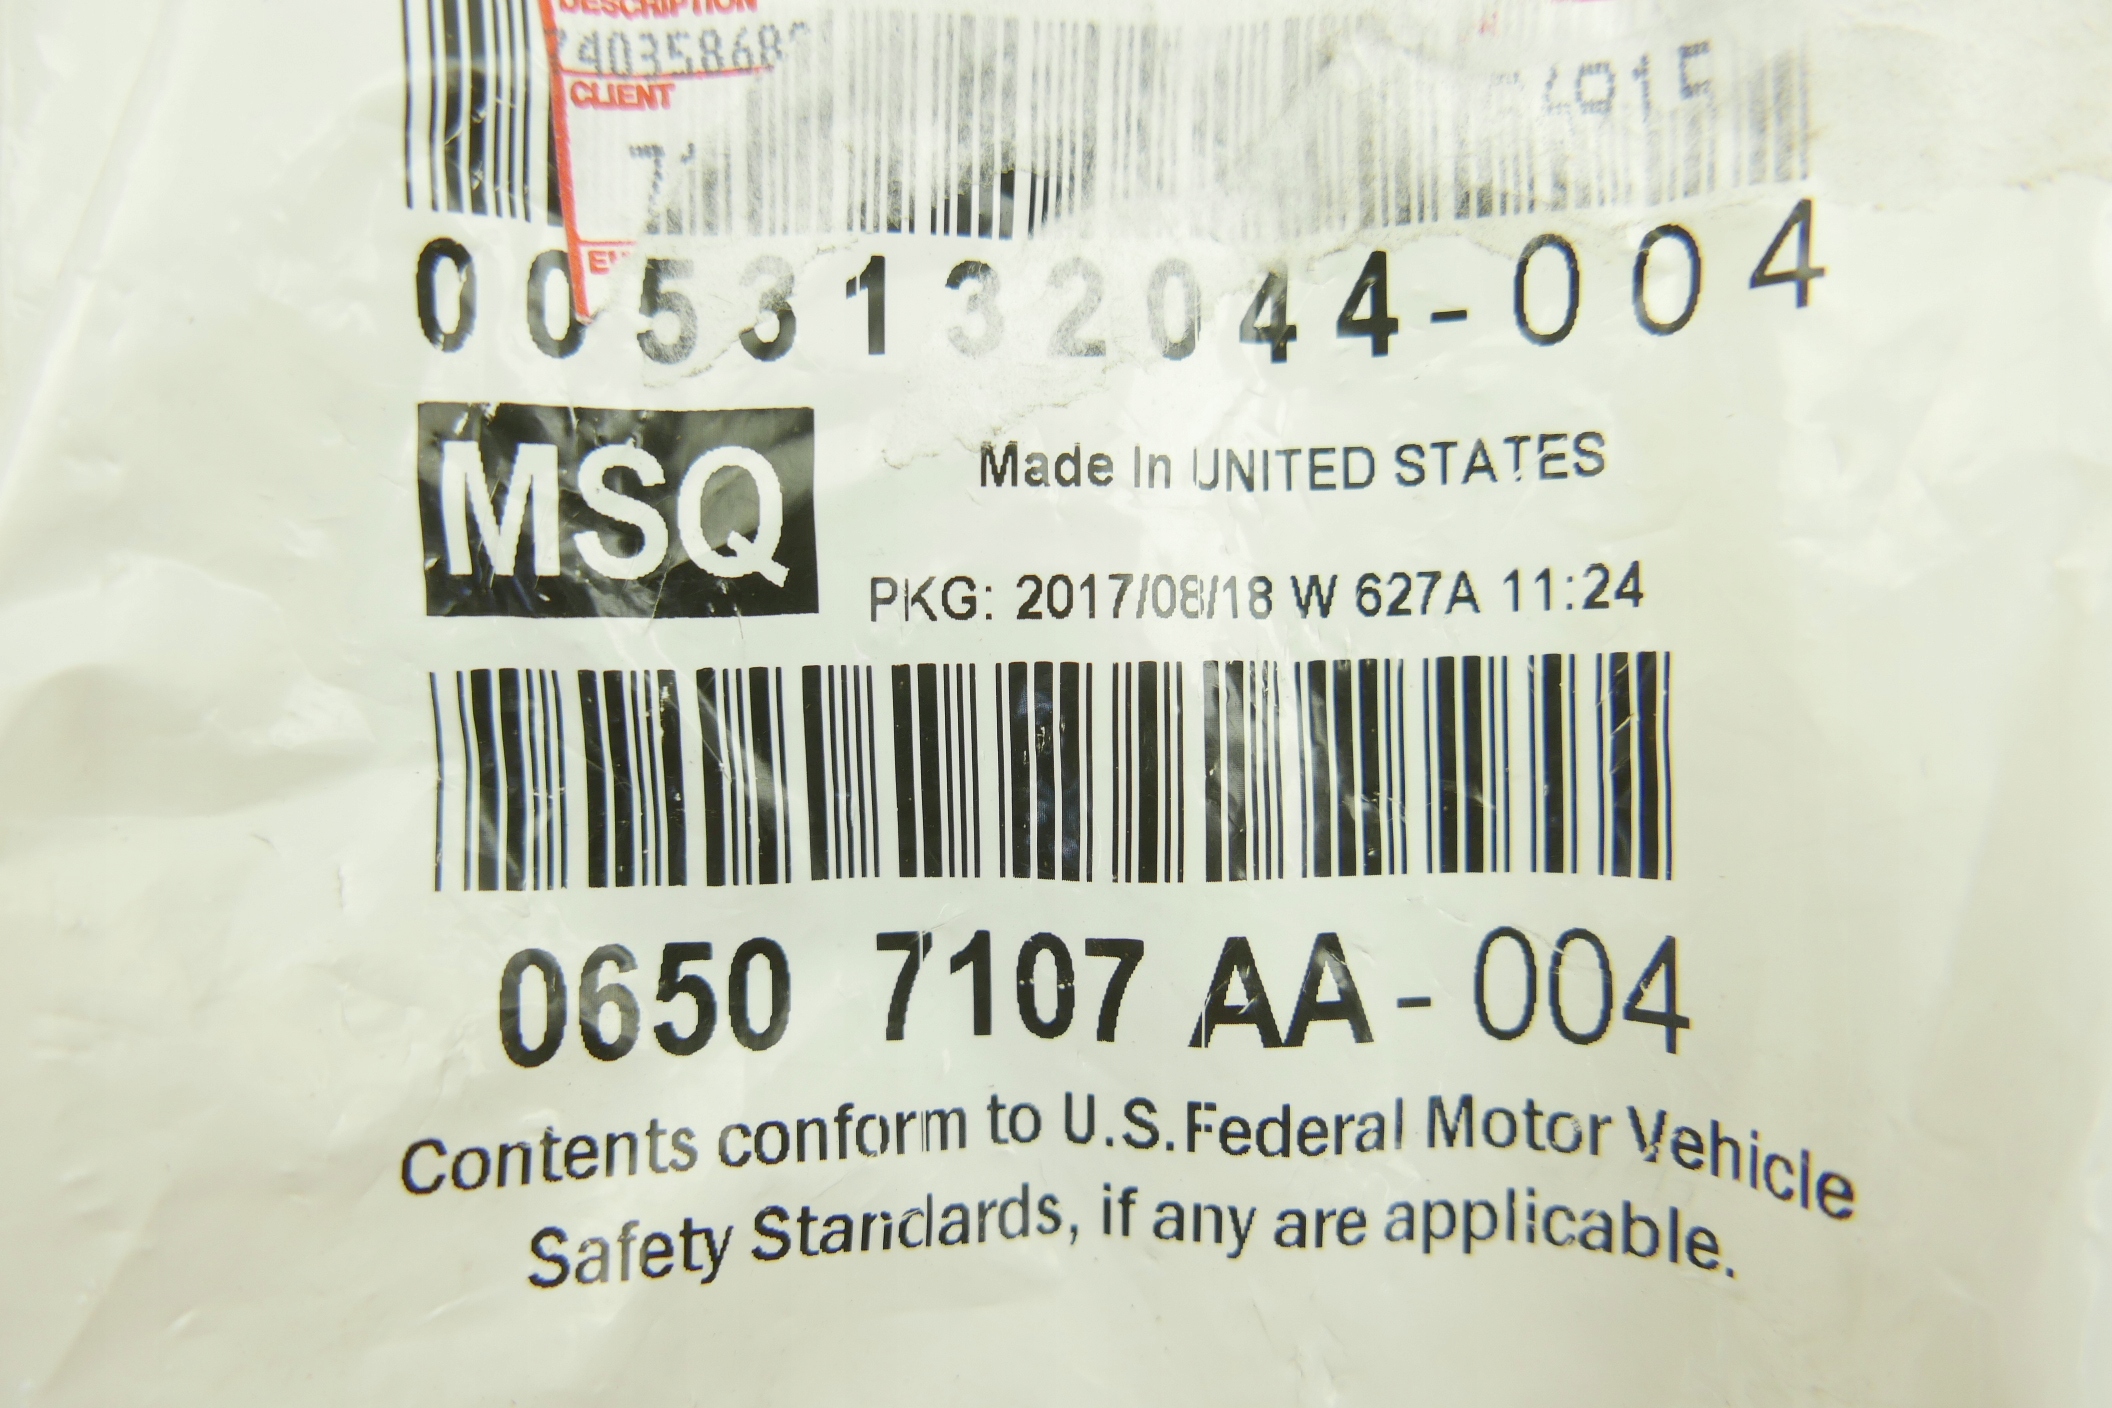 DESCRIPTION
CLIENT
0053132044-004
MSQ
Made In UNITED STATES
PKG: 2017/08/18 W 627A 11:24
0650 7107 AA-004
Contents conform to U.S. Federal Motor Vehicle
Safety Standards, if any are applicable.